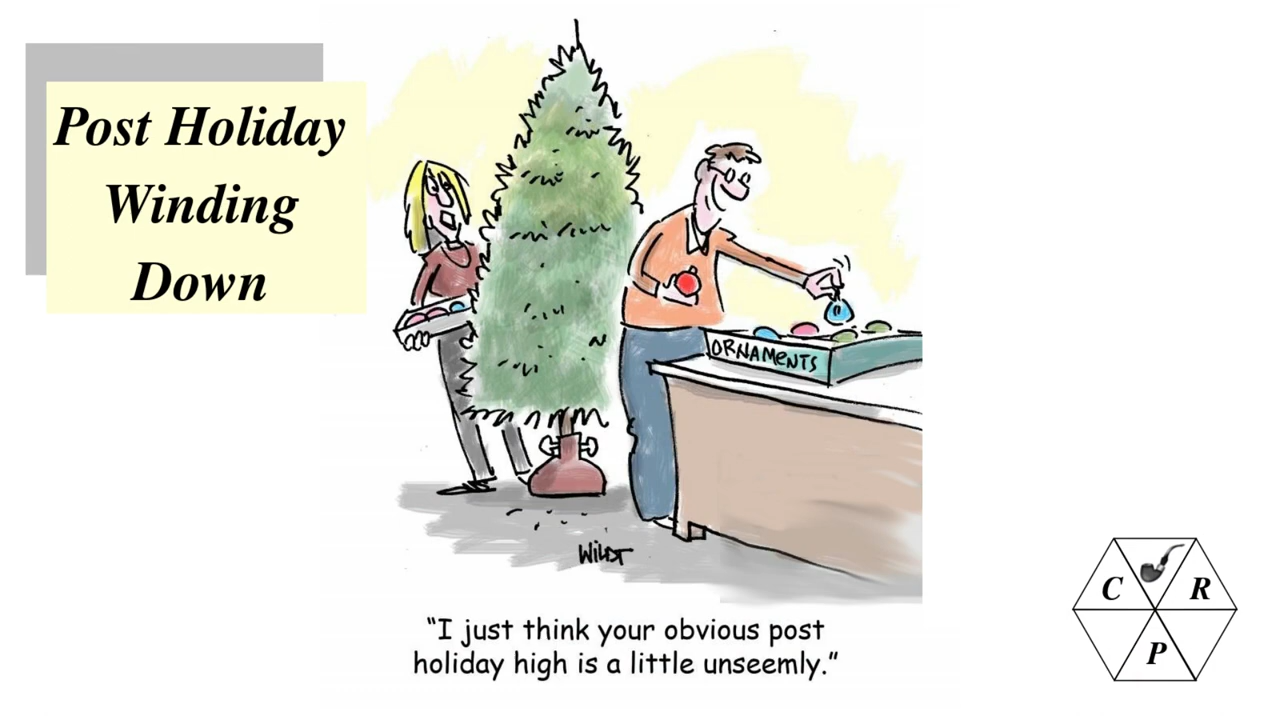 Post Holiday
Winding
Down
ORNAMENTS
WiLDT
"I just think your obvious post
holiday high is a little unseemly."
C
R
P